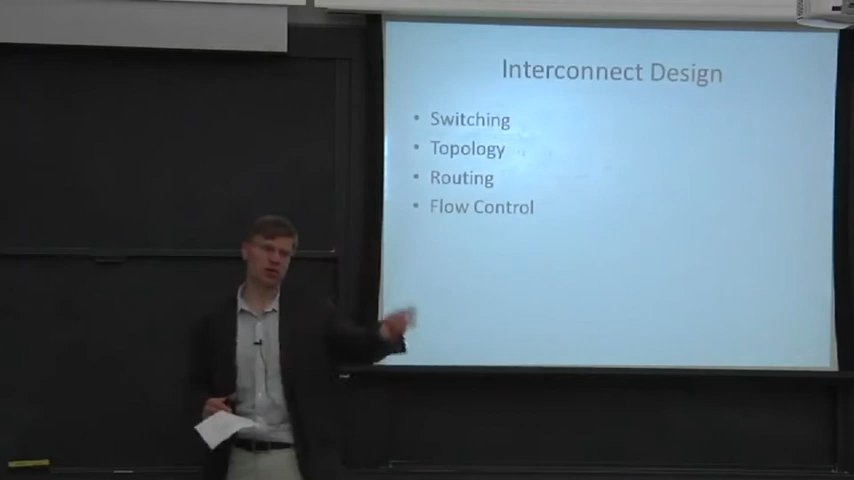 Interconnect Design
• Switching
• Topology
• Routing
• Flow Control